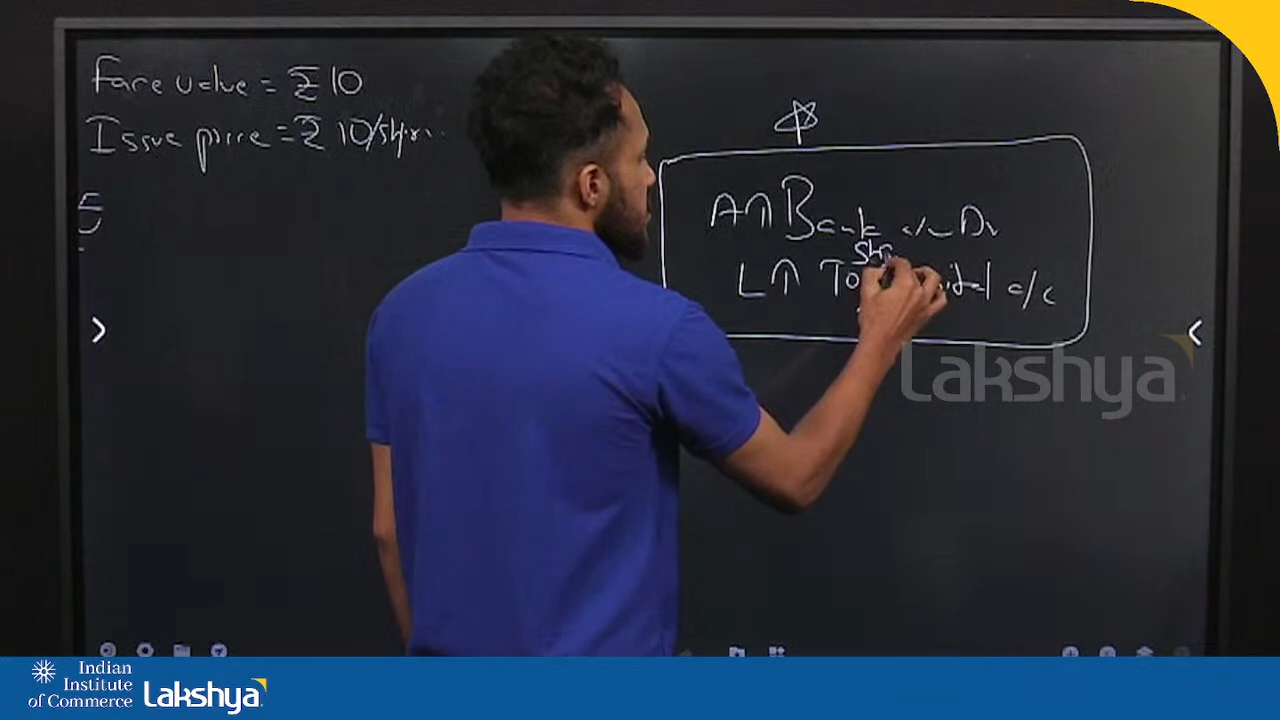 Face value = ₹ 10
Issue price = ₹ 10/share
A↑ Bank a/c Dr
L↑ To a/c
Lakshya
Indian
Institute
of Commerce Lakshya